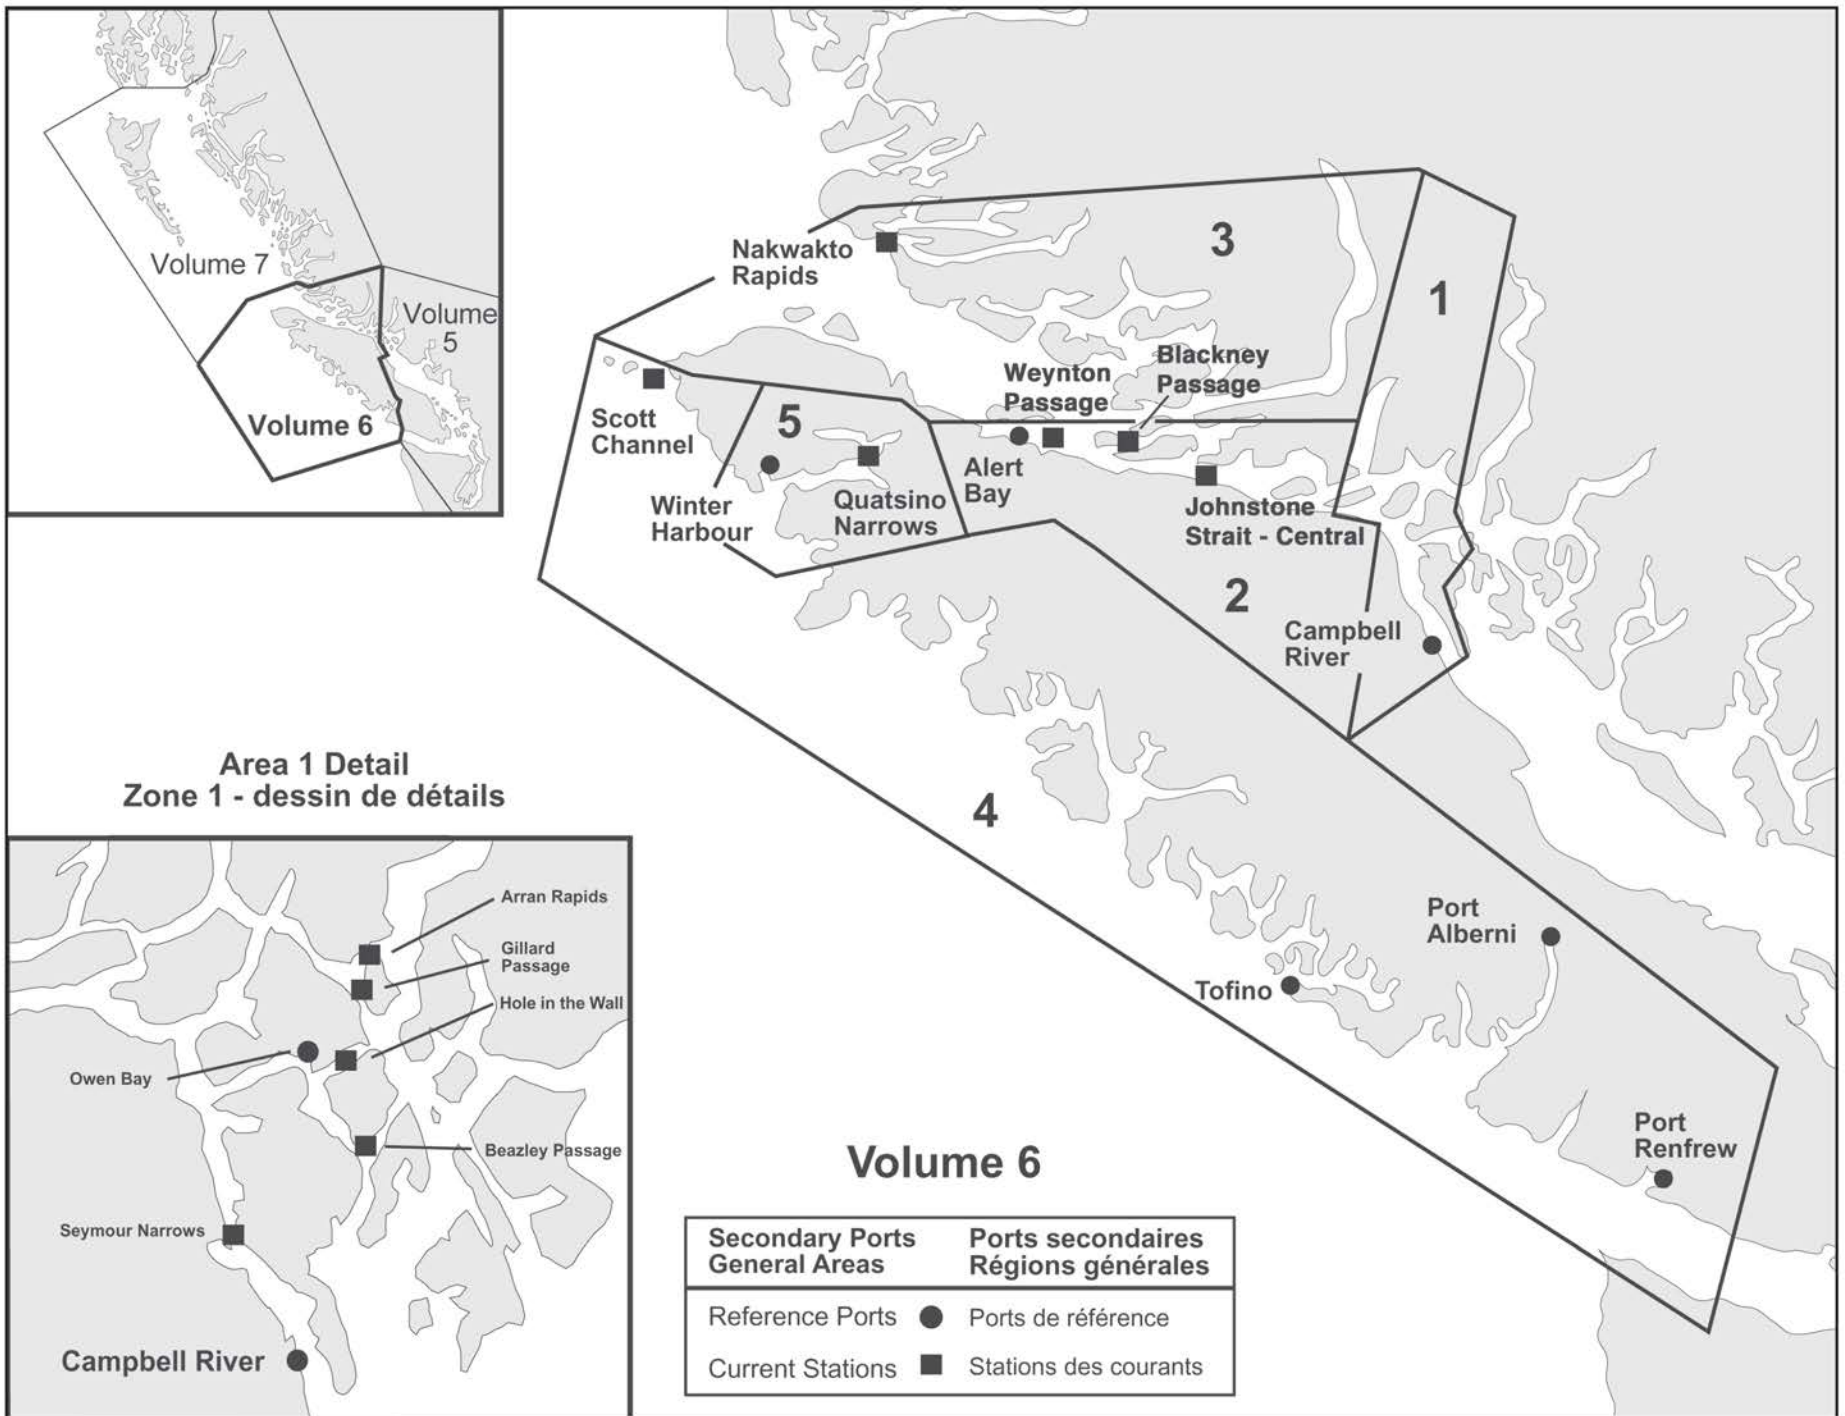 Volume 7
Volume
5
Volume 6
3
1
Nakwakto
Rapids
Blackney
Passage
Weynton
Passage
Scott
Channel
5
Alert
Bay
Winter
Harbour
Quatsino
Narrows
Johnstone
Strait - Central
2
Campbell
River
4
Port
Alberni
Tofino
Port
Renfrew
Area 1 Detail
Zone 1 - dessin de détails
Arran Rapids
Gillard
Passage
Hole in the Wall
Owen Bay
Beazley Passage
Seymour Narrows
Campbell River
Volume 6
Secondary Ports
General Areas
Ports secondaires
Régions générales
Reference Ports
Ports de référence
Current Stations
Stations des courants